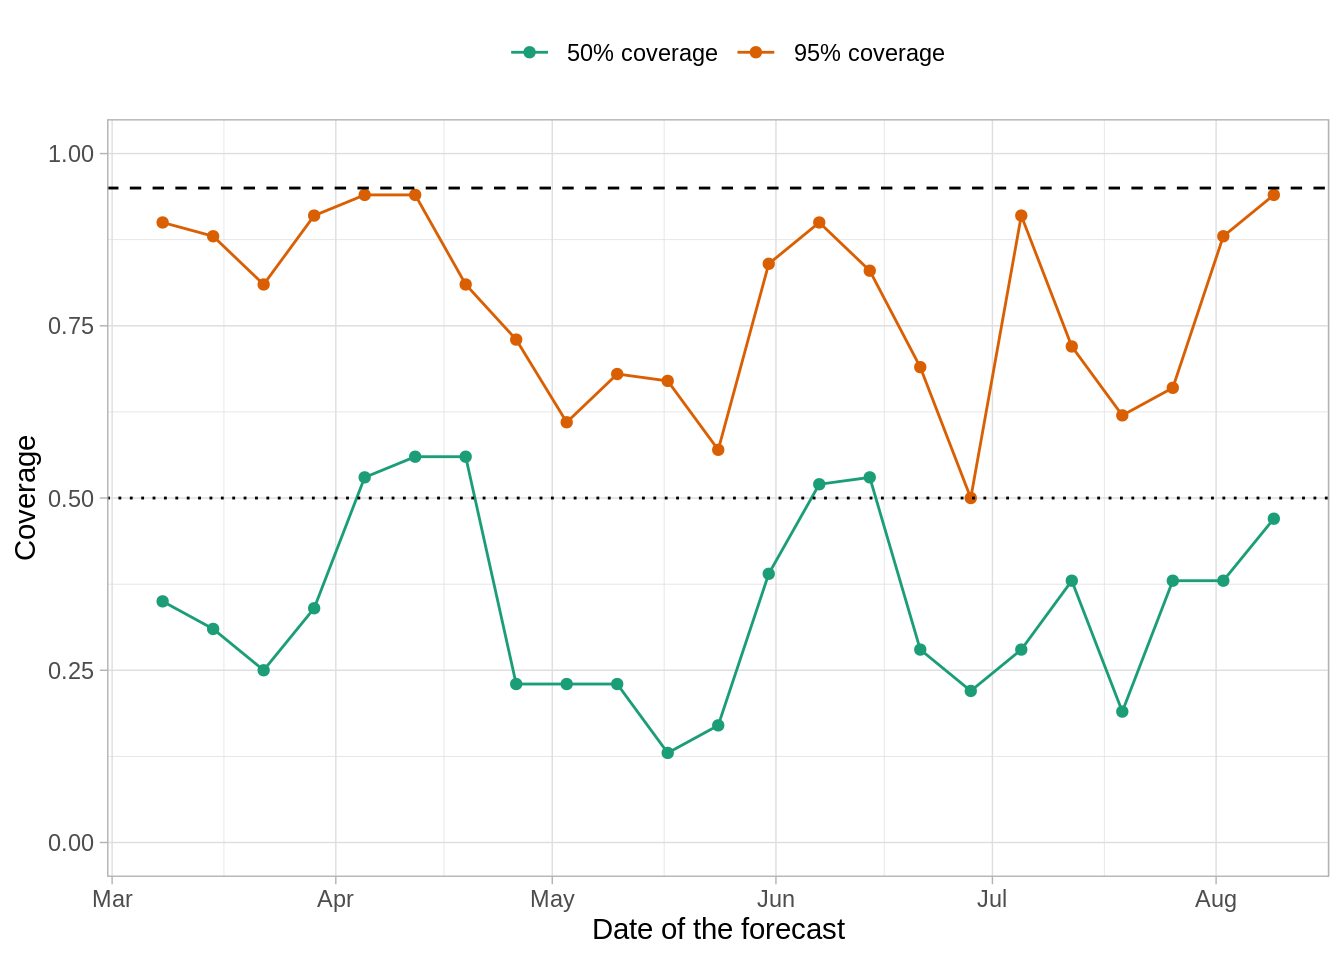 50% coverage 95% coverage
1.00
0.75
0.50
0.25
0.00
Coverage
Mar Apr May Jun Jul Aug
Date of the forecast